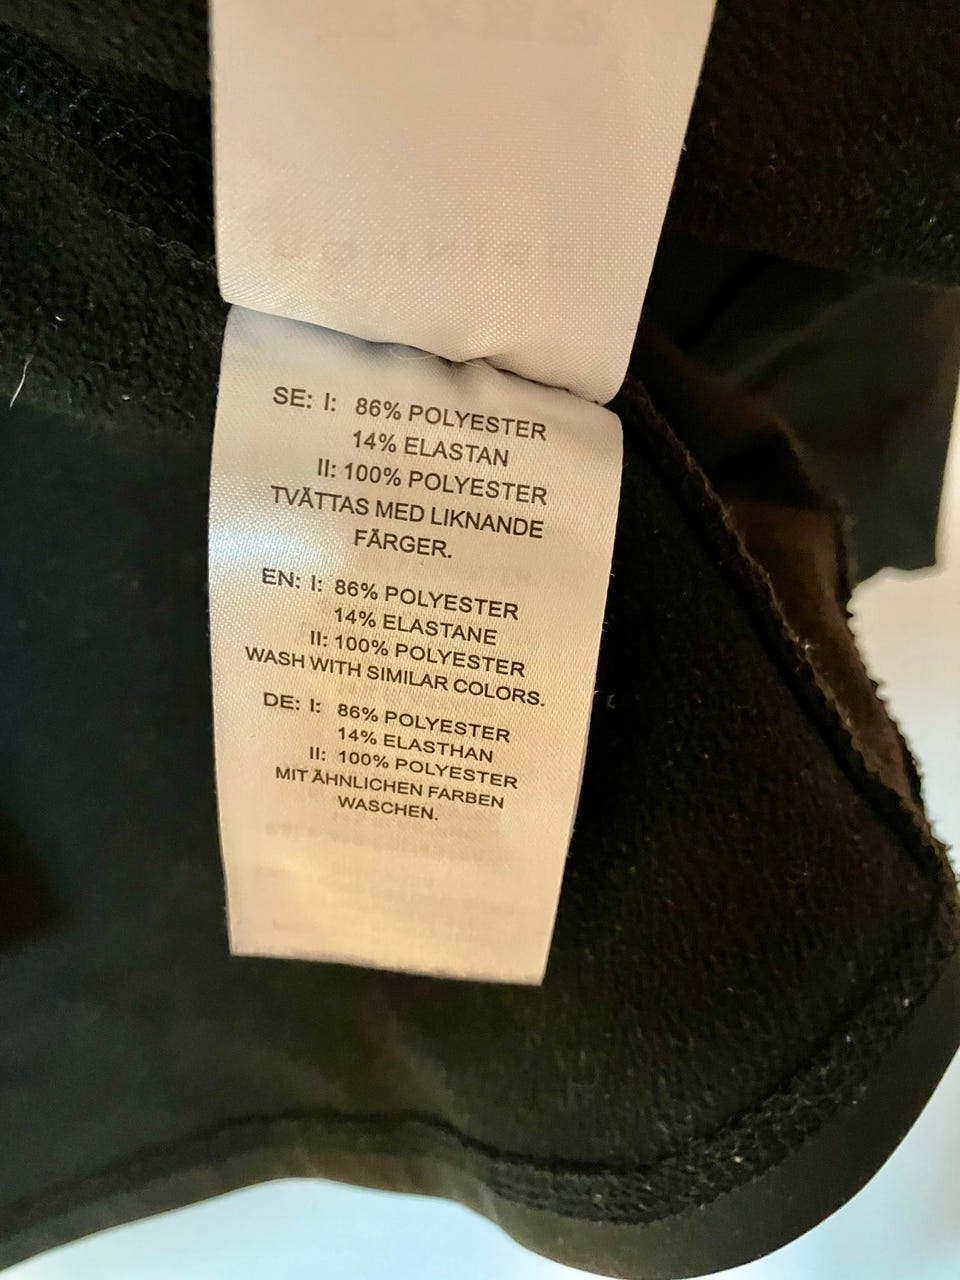 SE: I: 86% POLYESTER
14% ELASTAN
II: 100% POLYESTER
TVÄTTAS MED LIKNANDE
FÄRGER.
EN: I: 86% POLYESTER
14% ELASTANE
II: 100% POLYESTER
WASH WITH SIMILAR COLORS.
DE: I: 86% POLYESTER
14% ELASTHAN
II: 100% POLYESTER
MIT ÄHNLICHEN FARBEN
WASCHEN.